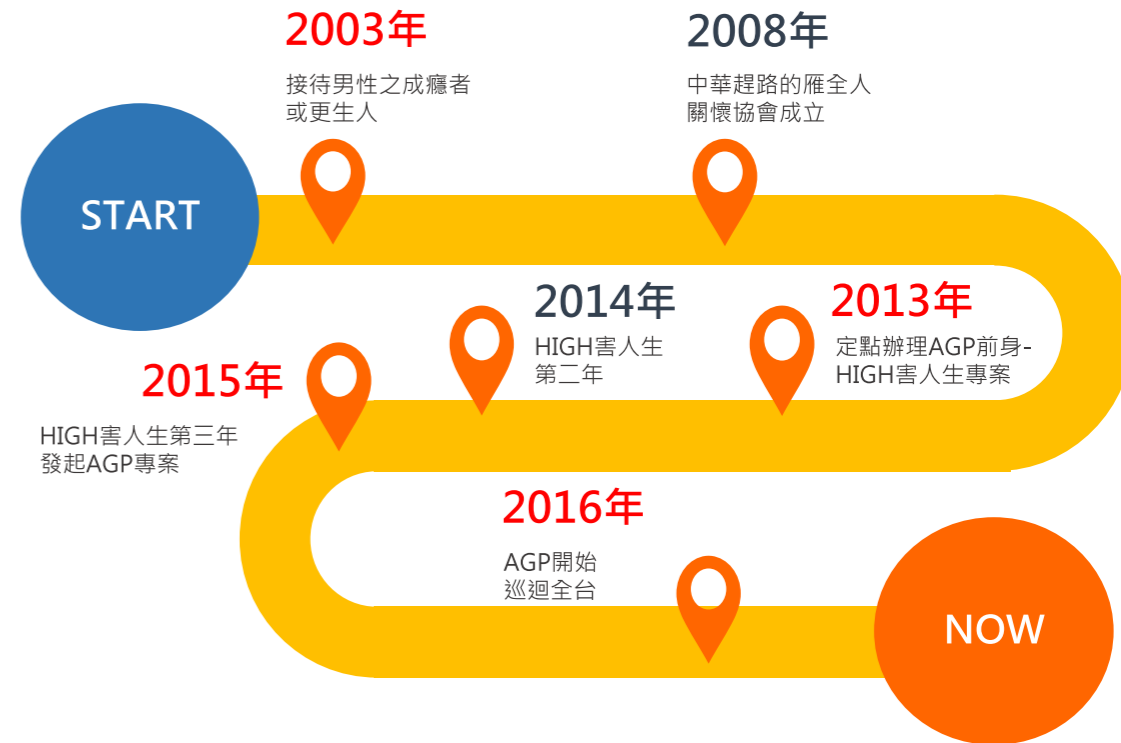 START
2003年
接待男性之成癮者
或更生人
2008年
中華趕路的雁全人
關懷協會成立
2013年
定點辦理AGP前身-
HIGH害人生專案
2014年
HIGH害人生
第二年
2015年
HIGH害人生第三年
發起AGP專案
2016年
AGP開始
巡迴全台
NOW